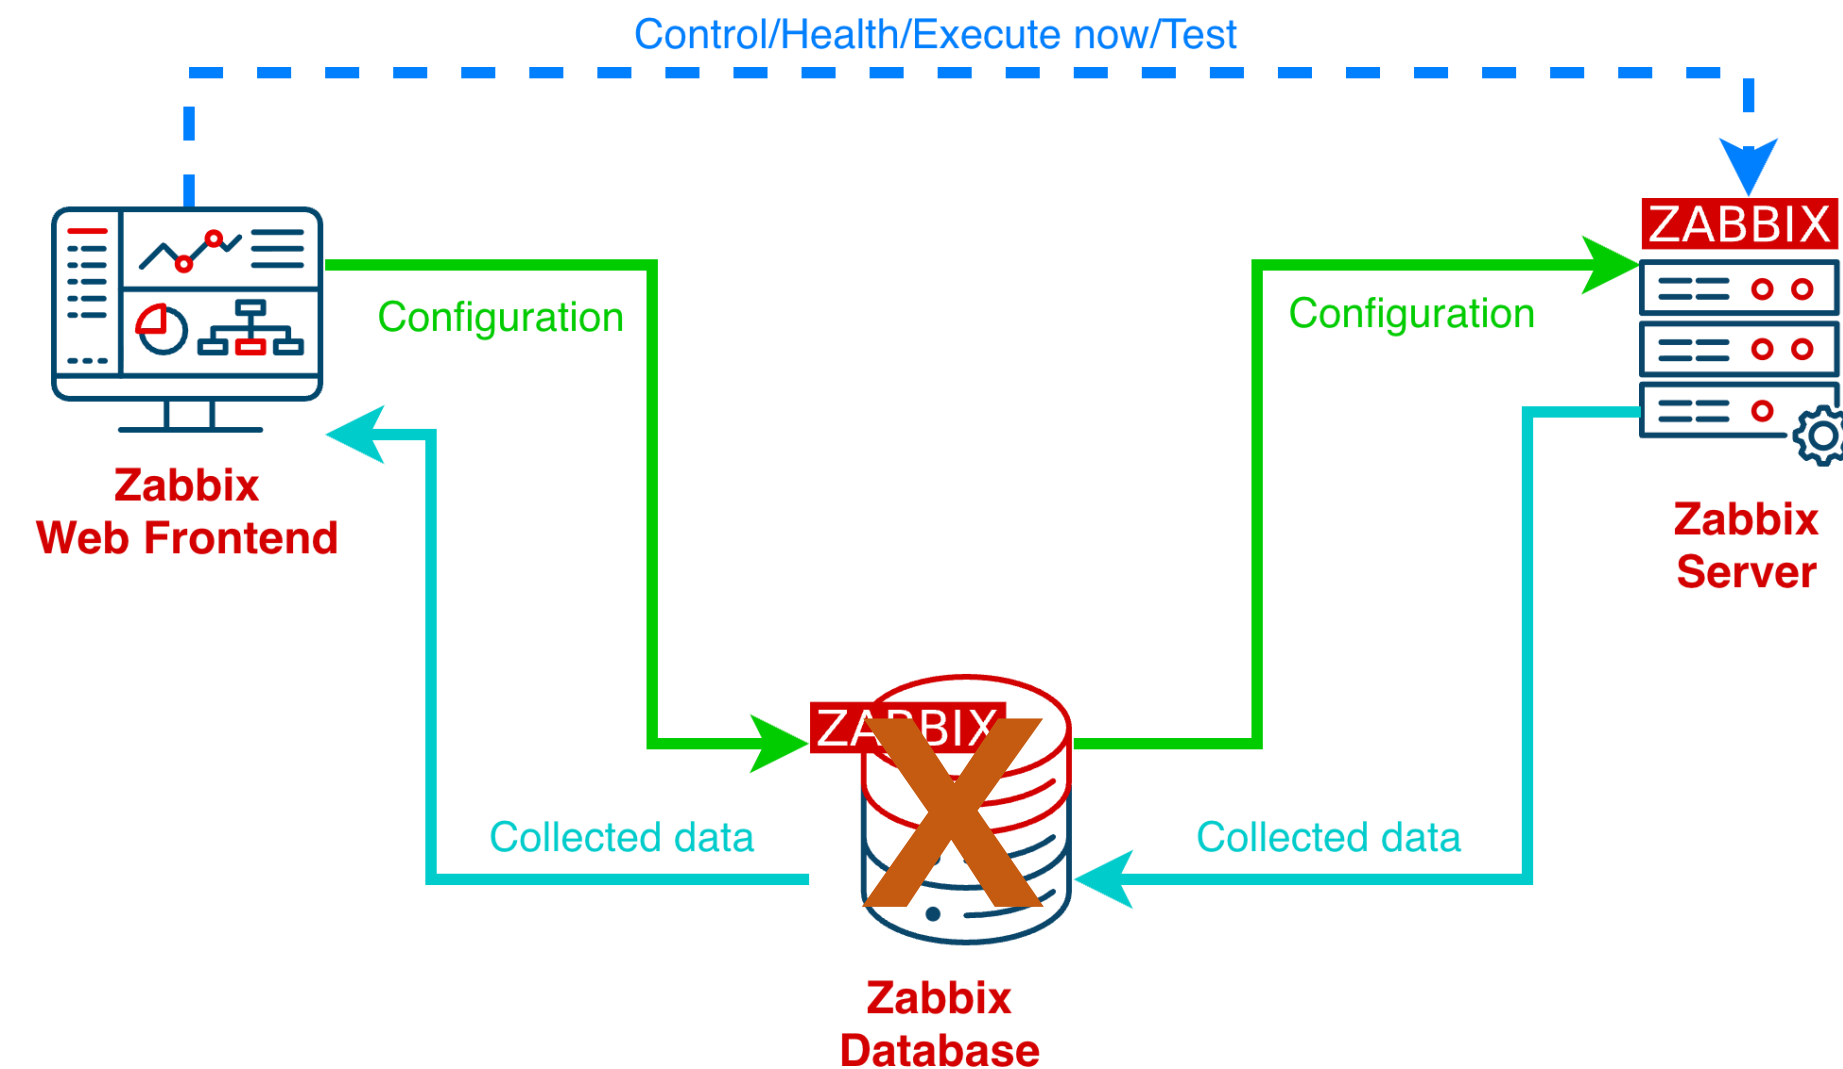 Control/Health/Execute now/Test
ZABBIX
Configuration
Configuration
Zabbix
Web Frontend
Zabbix
Server
ZABBIX
X
Collected data
Collected data
Zabbix
Database